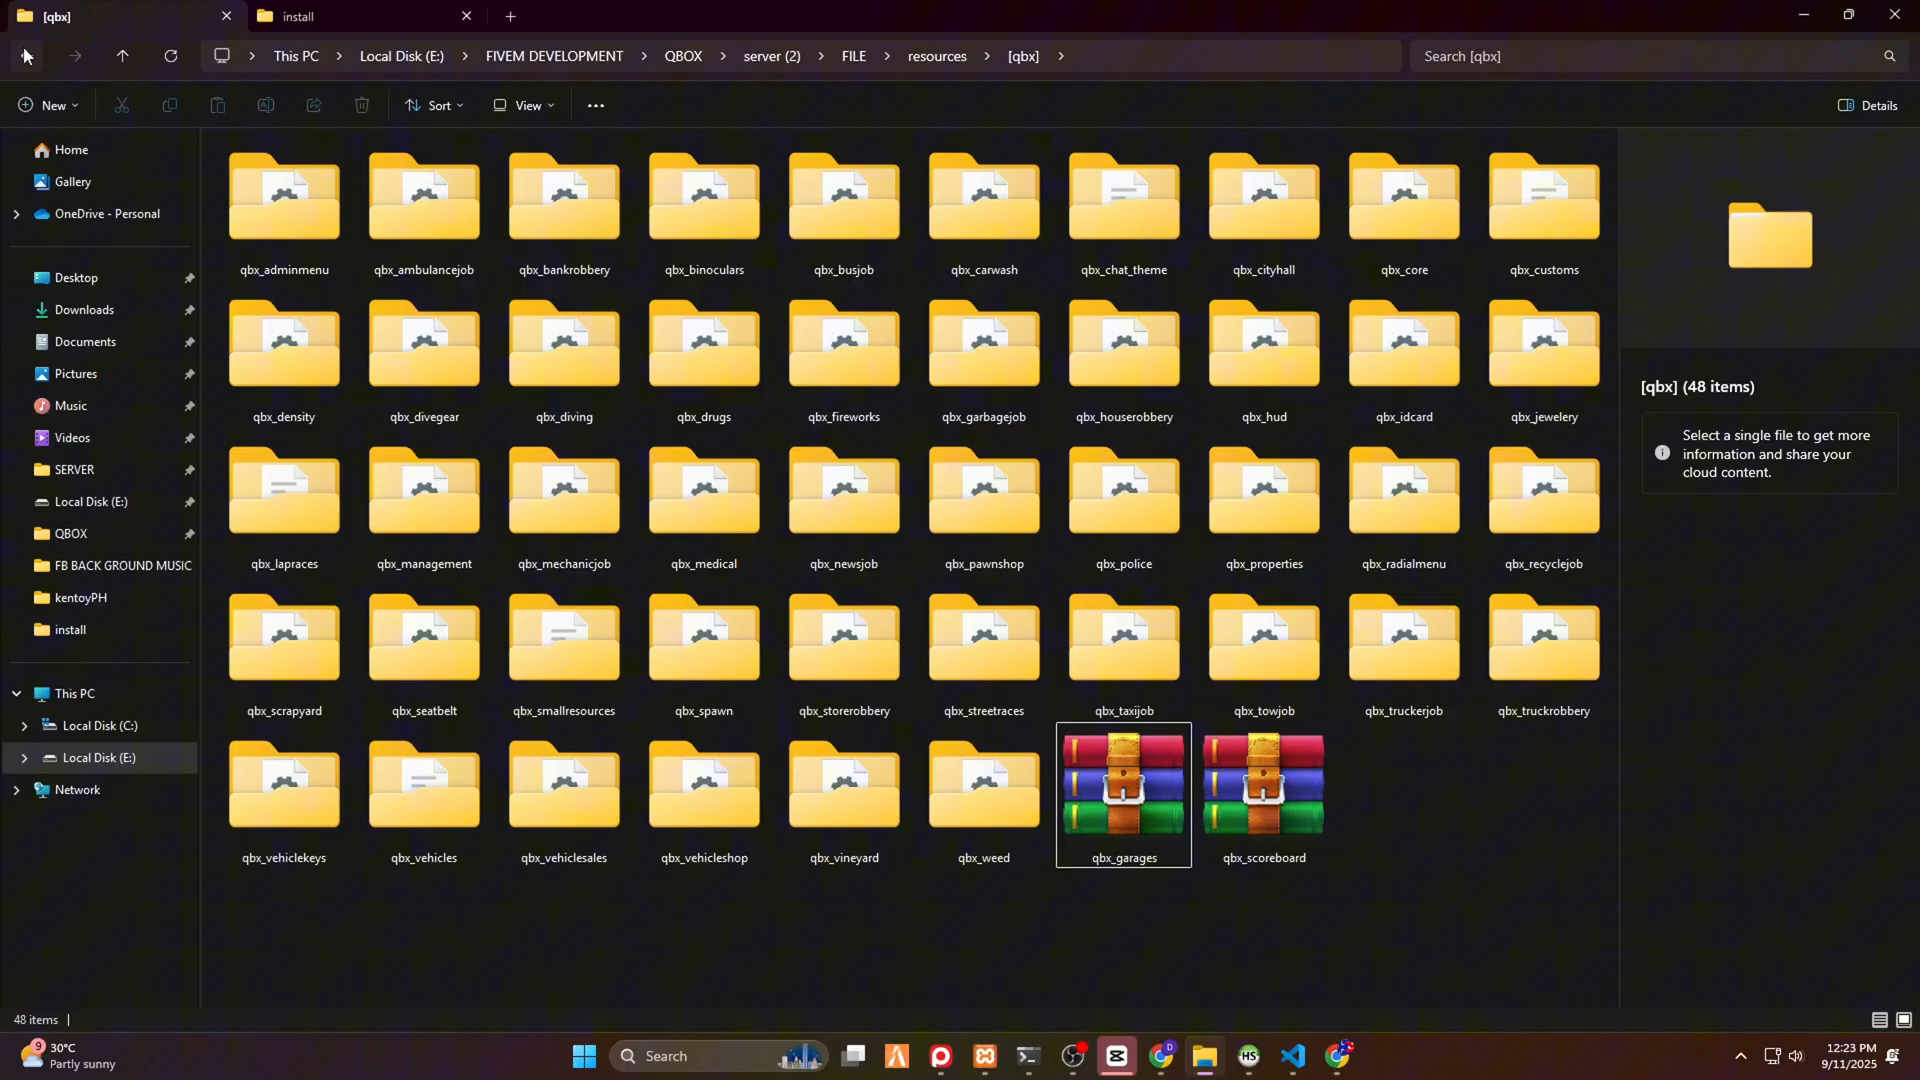 [qbx]
install
This PC
Local Disk (E:)
FIVEM DEVELOPMENT
QBOX
server (2)
FILE
resources
[qbx]
Search [qbx]
New
Sort
View
Details
Home
Gallery
OneDrive - Personal
Desktop
Downloads
Documents
Pictures
Music
Videos
SERVER
Local Disk (E:)
QBOX
FB BACK GROUND MUSIC
kentoyPH
install
This PC
Local Disk (C:)
Local Disk (E:)
Network
qbx_adminmenu
qbx_ambulancejob
qbx_bankrobbery
qbx_binoculars
qbx_busjob
qbx_carwash
qbx_chat_theme
qbx_cityhall
qbx_core
qbx_customs
qbx_density
qbx_divegear
qbx_diving
qbx_drugs
qbx_fireworks
qbx_garbagejob
qbx_houserobbery
qbx_hud
qbx_idcard
qbx_jewelery
qbx_lapraces
qbx_management
qbx_mechanicjob
qbx_medical
qbx_newsjob
qbx_pawnshop
qbx_police
qbx_properties
qbx_radialmenu
qbx_recyclejob
qbx_scrapyard
qbx_seatbelt
qbx_smallresources
qbx_spawn
qbx_storerobbery
qbx_streetraces
qbx_taxijob
qbx_towjob
qbx_truckerjob
qbx_truckrobbery
qbx_vehiclekeys
qbx_vehicles
qbx_vehiclesales
qbx_vehicleshop
qbx_vineyard
qbx_weed
qbx_garages
qbx_scoreboard
[qbx] (48 items)
Select a single file to get more
information and share your
cloud content.
48 items
9
30°C
Partly sunny
Search
D
HS
12:23 PM
9/11/2025